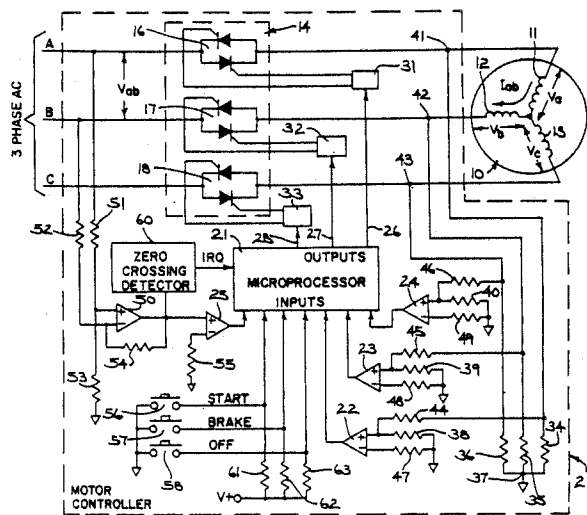 14
16
41
A
11
31
12
Iab
Va
Vab
42
3 PHASE AC
B
17
32
Vb
Vc
13
10
43
C
18
33
52
51
60
21
28
27
26
ZERO CROSSING DETECTOR
IRQ
OUTPUTS
MICROPROCESSOR
INPUTS
46
24
40
50
25
49
45
23
39
54
55
48
44
53
START
56
BRAKE
57
OFF
58
22
38
47
36
37
35
34
61
62
63
V+
MOTOR CONTROLLER
2